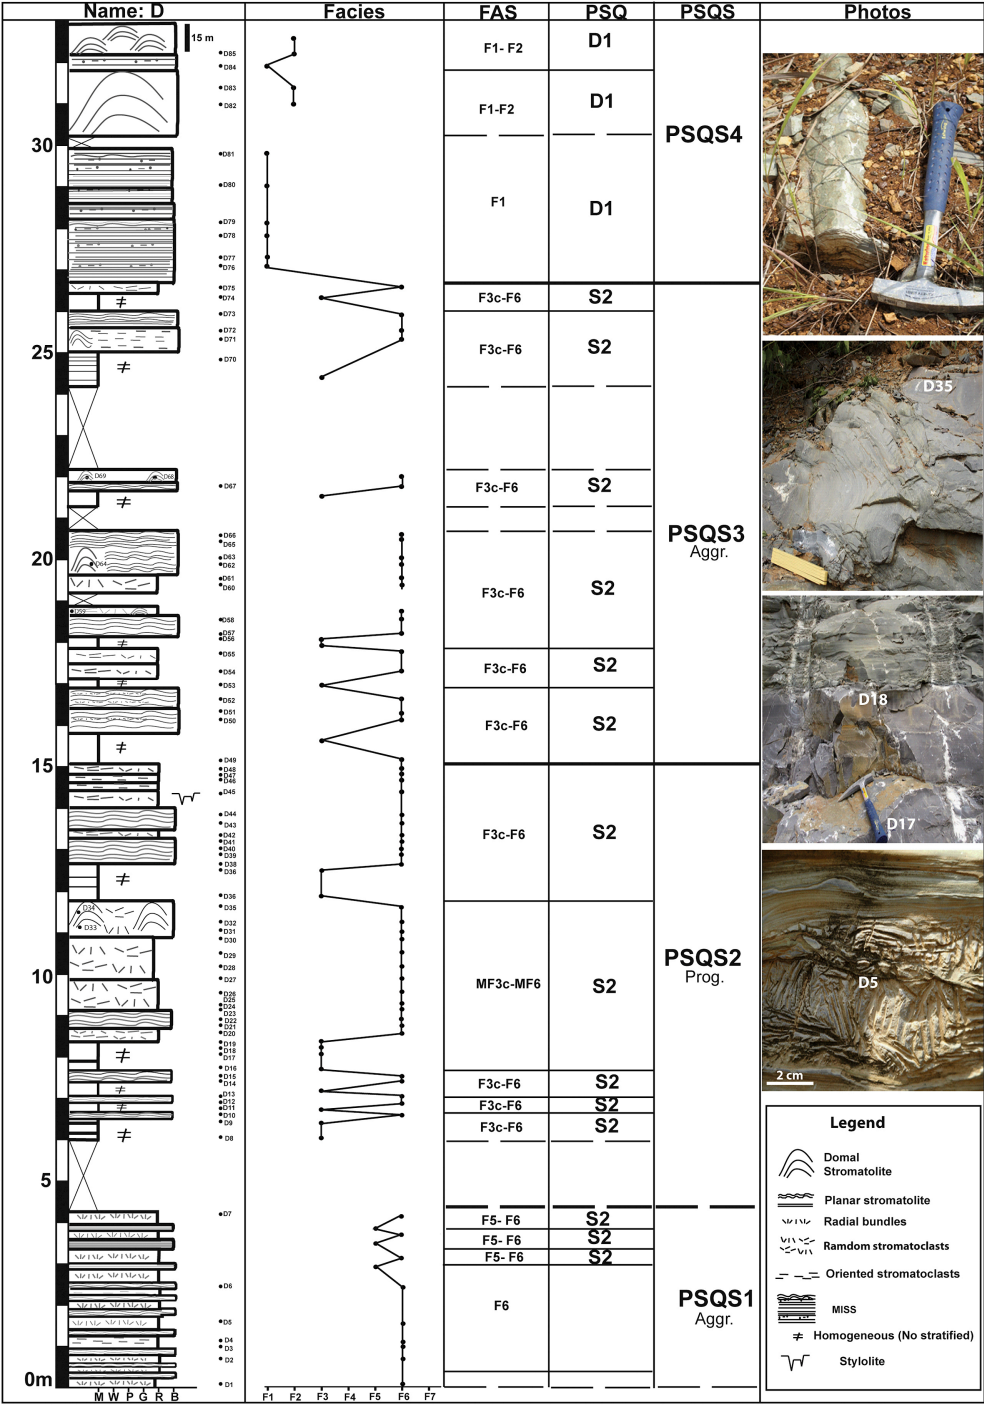 Name: D
Facies
FAS
PSQ
PSQS
Photos
15 m
D85
D84
D83
D82
30
D81
D80
D79
D78
D77
D76
D75
D74
D73
D72
D71
25
D70
D69
D68
D67
D66
D65
D63
D62
D64
20
D61
D60
D59
D58
D57
D56
D55
D54
D53
D52
D51
D50
15
D49
D48
D47
D46
D45
D44
D43
D42
D41
D40
D39
D38
D36
D36
D35
D34
D33
D32
D31
D30
D29
D28
10
D27
D26
D25
D24
D23
D22
D21
D20
D19
D18
D17
D16
D15
D14
D13
D12
D11
D10
D9
D8
5
D7
D6
D5
D4
D3
D2
0m
D1
M W P G R B
F1 F2 F3 F4 F5 F6 F7
F1- F2
D1
F1-F2
D1
F1
D1
F3c-F6
S2
F3c-F6
S2
F3c-F6
S2
F3c-F6
S2
F3c-F6
S2
F3c-F6
S2
F3c-F6
S2
MF3c-MF6
S2
F3c-F6
S2
F3c-F6
S2
F3c-F6
S2
F5- F6
S2
F5- F6
S2
F5- F6
S2
F6
PSQS4
PSQS3
Aggr.
PSQS2
Prog.
PSQS1
Aggr.
D35
D18
D17
D5
2 cm
Legend
Domal
Stromatolite
Planar stromatolite
Radial bundles
Ramdom stromatoclasts
Oriented stromatoclasts
MISS
Homogeneous (No stratified)
Stylolite